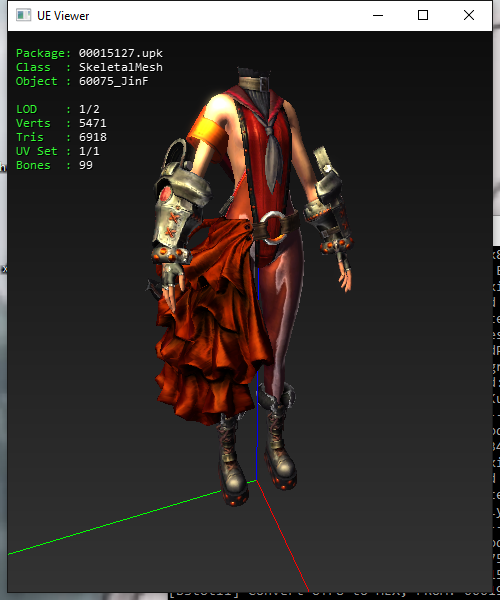 UE Viewer
Package: 00015127.upk
Class  : SkeletalMesh
Object : 60075_JinF
LOD    : 1/2
Verts  : 5471
Tris   : 6918
UV Set : 1/1
Bones  : 99